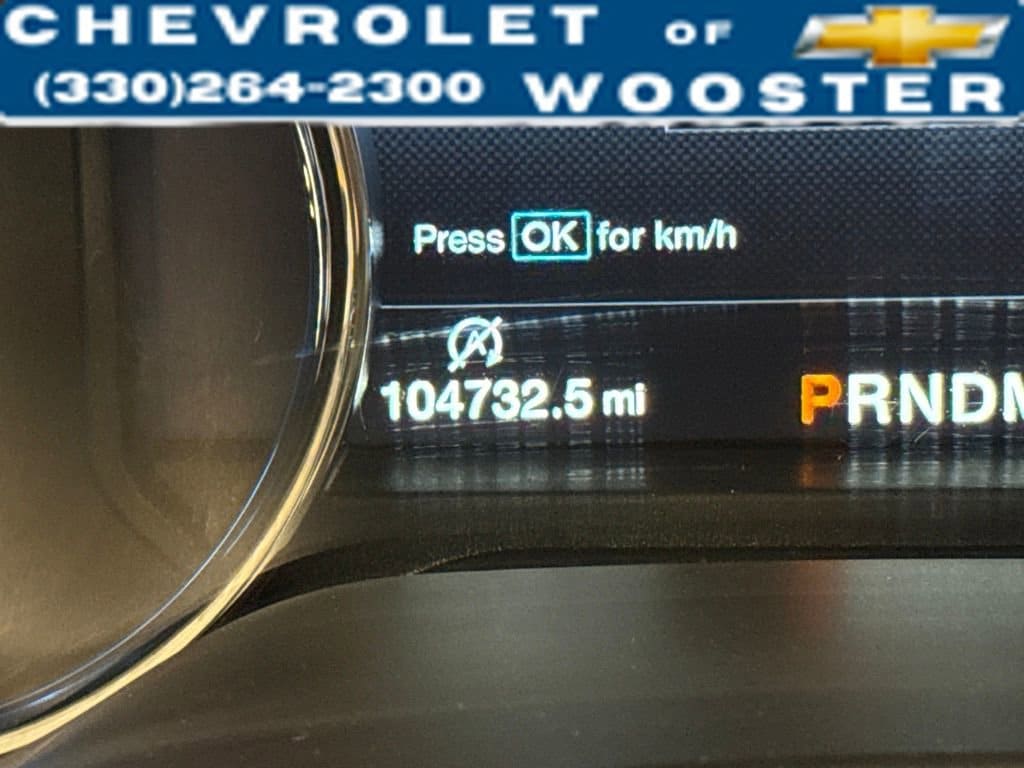 CHEVROLET OF
(330)264-2300 WOOSTER
Press OK for km/h
A
104732.5 mi
PRNDM